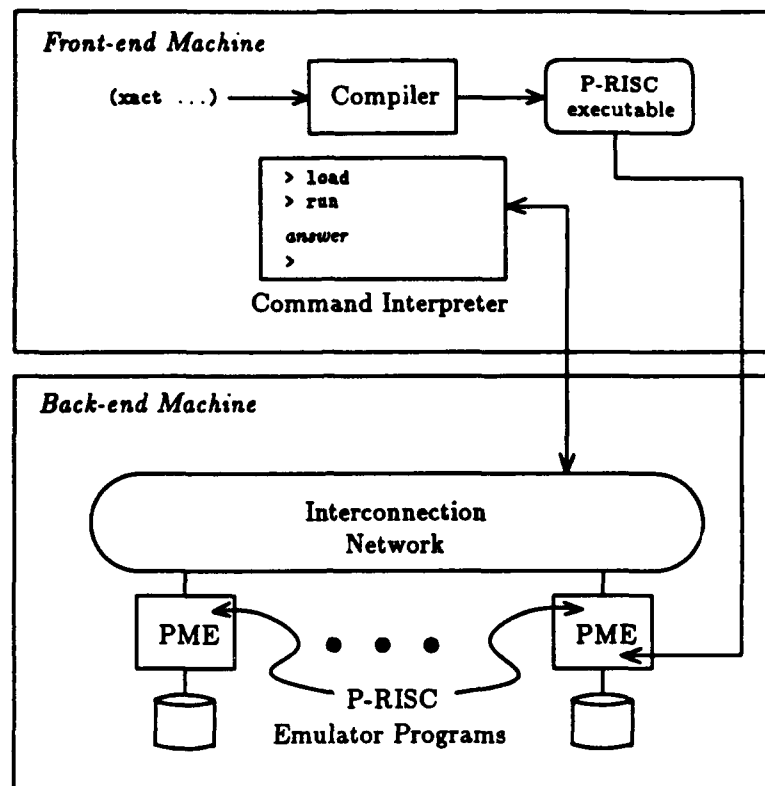 Front-end Machine
(xact ...)
Compiler
P-RISC
executable
> load
> run
answer
>
Command Interpreter
Back-end Machine
Interconnection
Network
PME
PME
P-RISC
Emulator Programs